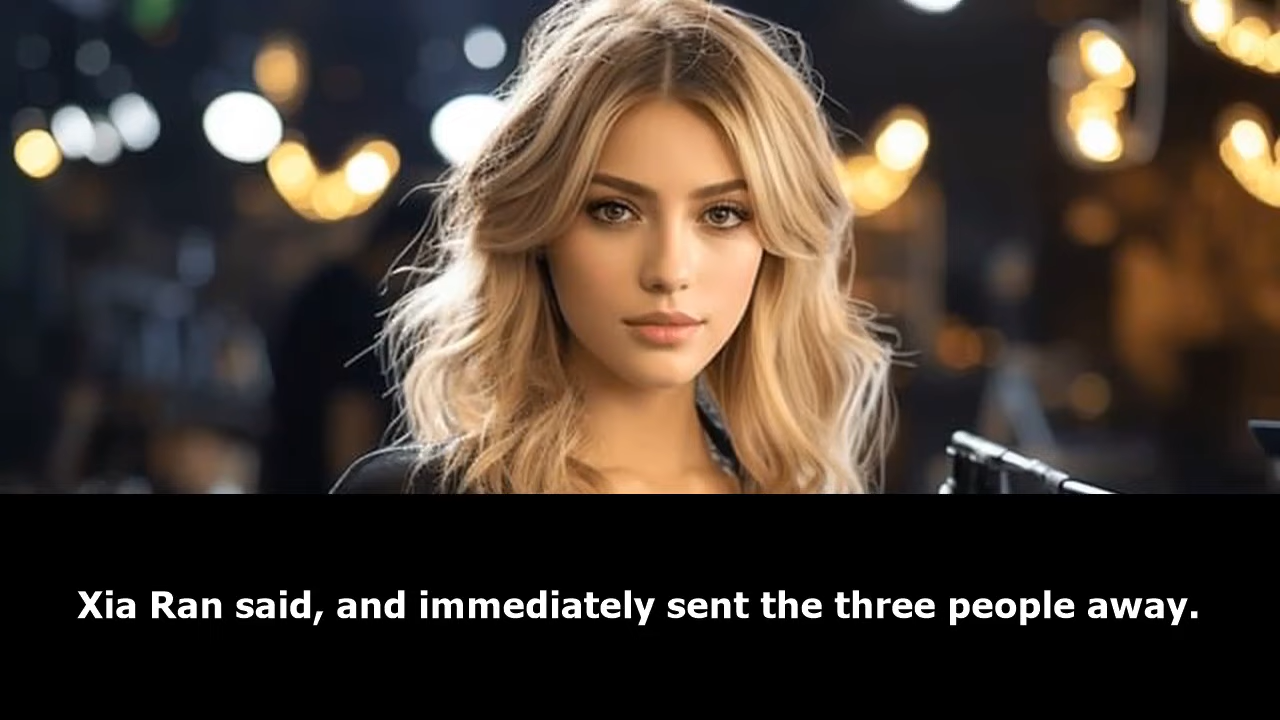 Xia Ran said, and immediately sent the three people away.